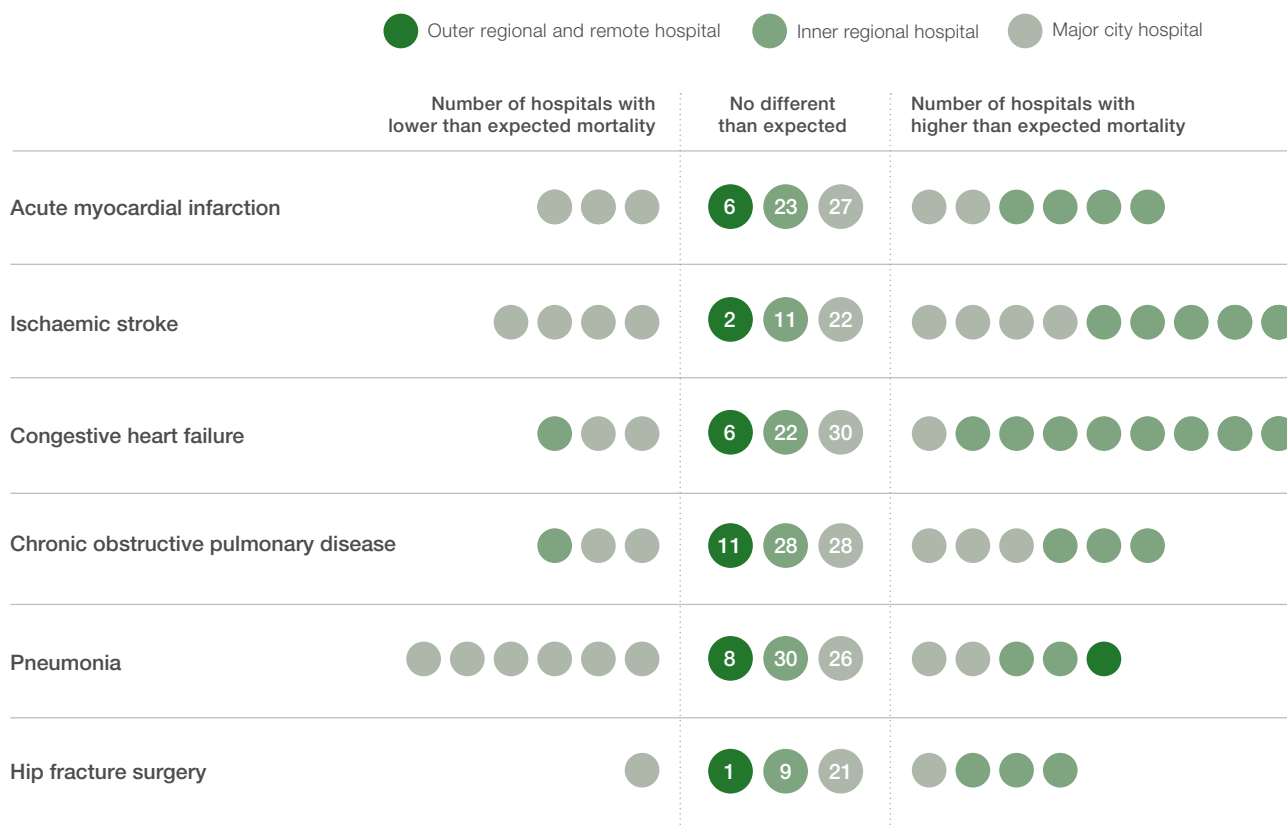 Outer regional and remote hospital
Inner regional hospital
Major city hospital
Number of hospitals with
lower than expected mortality
No different
than expected
Number of hospitals with
higher than expected mortality
Acute myocardial infarction
6 23 27
Ischaemic stroke
2 11 22
Congestive heart failure
6 22 30
Chronic obstructive pulmonary disease
11 28 28
Pneumonia
8 30 26
Hip fracture surgery
1 9 21